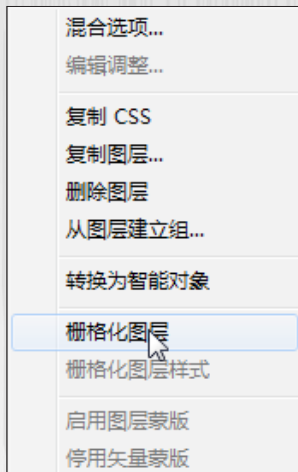 混合选项...
编辑调整...
复制 CSS
复制图层...
删除图层
从图层建立组...
转换为智能对象
栅格化图层
栅格化图层样式
启用图层蒙版
停用矢量蒙版